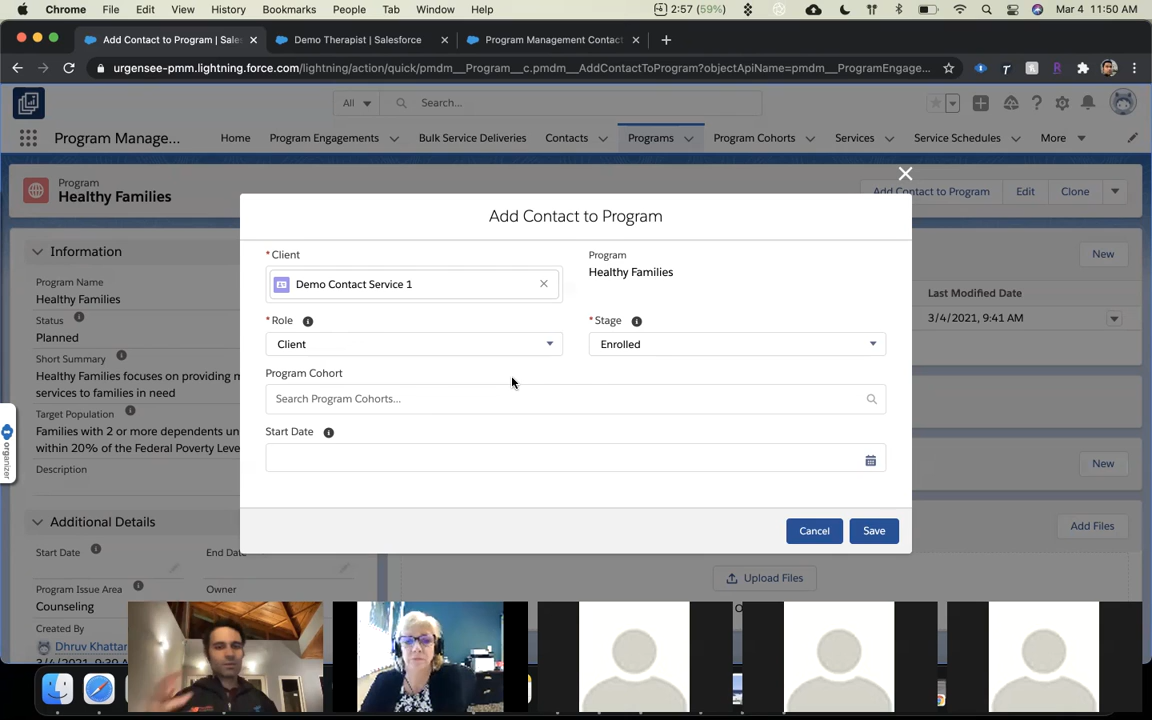 Chrome File Edit View History Bookmarks People Tab Window Help 2:57 (59%) Mar 4 11:50 AM
Add Contact to Program | Sales Demo Therapist | Salesforce Program Management Contact
urgensee-pmm.lightning.force.com/lightning/action/quick/pmdm__Program__c.pmdm__AddContactToProgram?objectApiName=pmdm__ProgramEngage...
All Search...
Program Manage... Home Program Engagements Bulk Service Deliveries Contacts Programs Program Cohorts Services Service Schedules More
Program
Healthy Families
Add Contact to Program Edit Clone
Add Contact to Program
Information
Program Name
Healthy Families
Status
Planned
Short Summary
Healthy Families focuses on providing m
services to families in need
Target Population
Families with 2 or more dependents un
within 20% of the Federal Poverty Leve
Description
Additional Details
Start Date End Date
Program Issue Area Owner
Counseling
Created By
Dhruv Khattar
*Client
Demo Contact Service 1
Program
Healthy Families
*Role
Client
*Stage
Enrolled
Program Cohort
Search Program Cohorts...
Start Date
Cancel Save
New
Last Modified Date
3/4/2021, 9:41 AM
New
Add Files
Upload Files
organizer